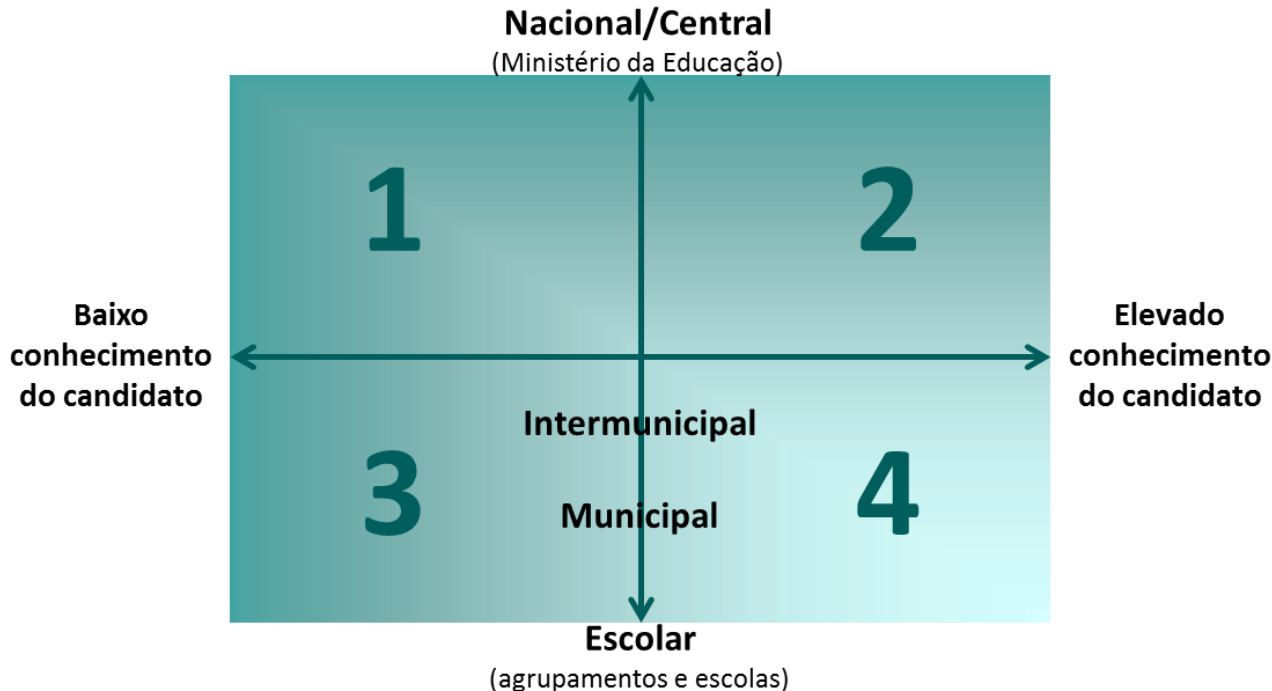 Nacional/Central
(Ministério da Educação)
1
2
Baixo
conhecimento
do candidato
Elevado
conhecimento
do candidato
Intermunicipal
3
4
Municipal
Escolar
(agrupamentos e escolas)